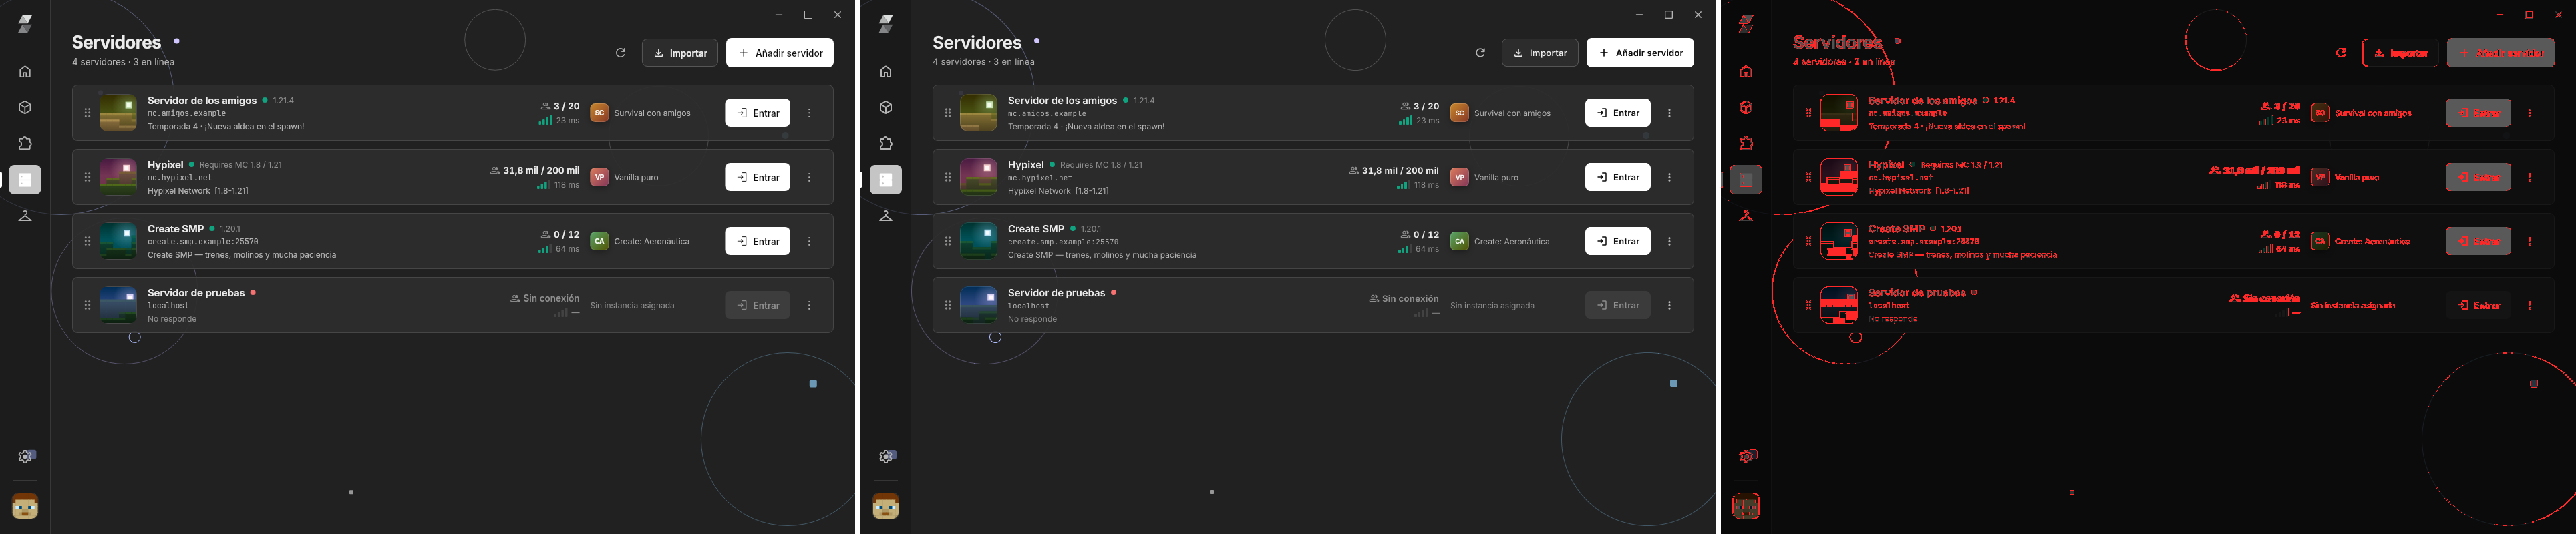 Servidores
4 servidores · 3 en línea
Importar
Añadir servidor
Servidor de los amigos 1.21.4
mc.amigos.example
Temporada 4 · ¡Nueva aldea en el spawn!
3 / 20
23 ms
SC Survival con amigos
Entrar
Hypixel Requires MC 1.8 / 1.21
mc.hypixel.net
Hypixel Network [1.8-1.21]
31,8 mil / 200 mil
118 ms
VP Vanilla puro
Entrar
Create SMP 1.20.1
create.smp.example:25570
Create SMP — trenes, molinos y mucha paciencia
0 / 12
64 ms
CA Create: Aeronáutica
Entrar
Servidor de pruebas
localhost
No responde
Sin conexión
—
Sin instancia asignada
Entrar
Servidores
4 servidores · 3 en línea
Importar
Añadir servidor
Servidor de los amigos 1.21.4
mc.amigos.example
Temporada 4 · ¡Nueva aldea en el spawn!
3 / 20
23 ms
SC Survival con amigos
Entrar
Hypixel Requires MC 1.8 / 1.21
mc.hypixel.net
Hypixel Network [1.8-1.21]
31,8 mil / 200 mil
118 ms
VP Vanilla puro
Entrar
Create SMP 1.20.1
create.smp.example:25570
Create SMP — trenes, molinos y mucha paciencia
0 / 12
64 ms
CA Create: Aeronáutica
Entrar
Servidor de pruebas
localhost
No responde
Sin conexión
—
Sin instancia asignada
Entrar
Servidores
4 servidores · 3 en línea
Importar
Añadir servidor
Servidor de los amigos 1.21.4
mc.amigos.example
Temporada 4 · ¡Nueva aldea en el spawn!
3 / 20
23 ms
SC Survival con amigos
Entrar
Hypixel Requires MC 1.8 / 1.21
mc.hypixel.net
Hypixel Network [1.8-1.21]
31,8 mil / 200 mil
118 ms
VP Vanilla puro
Entrar
Create SMP 1.20.1
create.smp.example:25570
Create SMP — trenes, molinos y mucha paciencia
0 / 12
64 ms
CA Create: Aeronáutica
Entrar
Servidor de pruebas
localhost
No responde
Sin conexión
—
Sin instancia asignada
Entrar